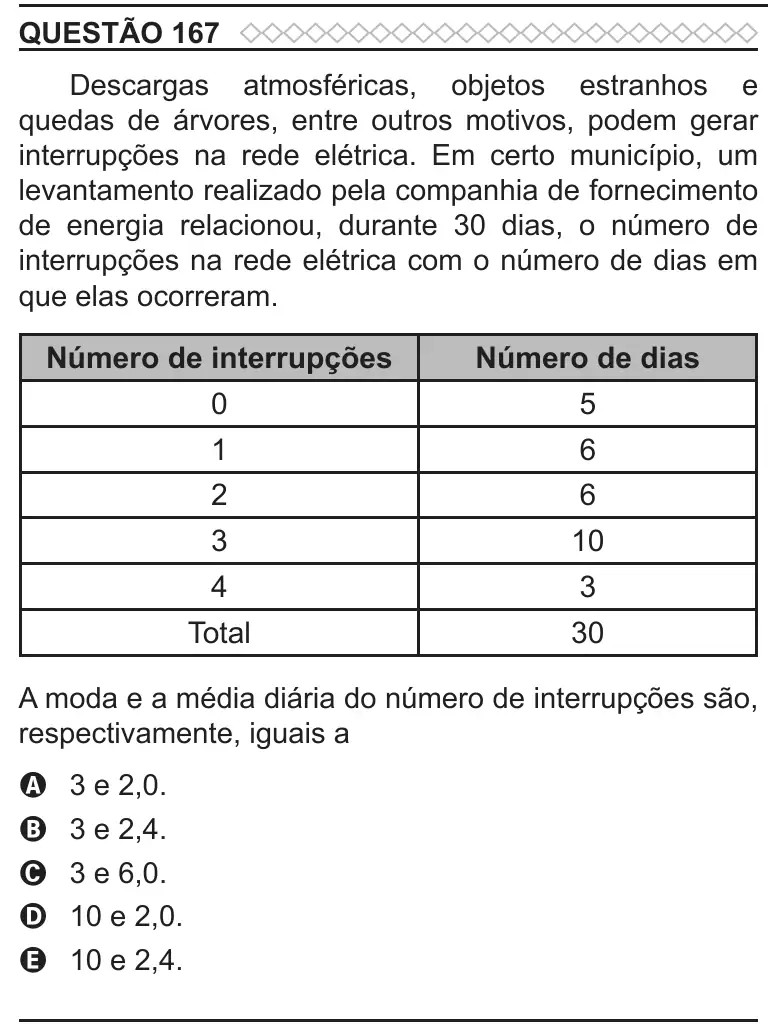 QUESTÃO 167
Descargas atmosféricas, objetos estranhos e
quedas de árvores, entre outros motivos, podem gerar
interrupções na rede elétrica. Em certo município, um
levantamento realizado pela companhia de fornecimento
de energia relacionou, durante 30 dias, o número de
interrupções na rede elétrica com o número de dias em
que elas ocorreram.
Número de interrupções Número de dias
0 5
1 6
2 6
3 10
4 3
Total 30
A moda e a média diária do número de interrupções são,
respectivamente, iguais a
A 3 e 2,0.
B 3 e 2,4.
C 3 e 6,0.
D 10 e 2,0.
E 10 e 2,4.